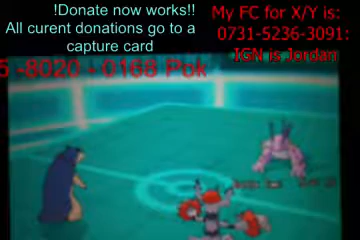 !Donate now works!!
All curent donations go to a
capture card
My FC for X/Y is:
0731-5236-3091:
IGN is Jordan
5 -8020 - 0168 Pok